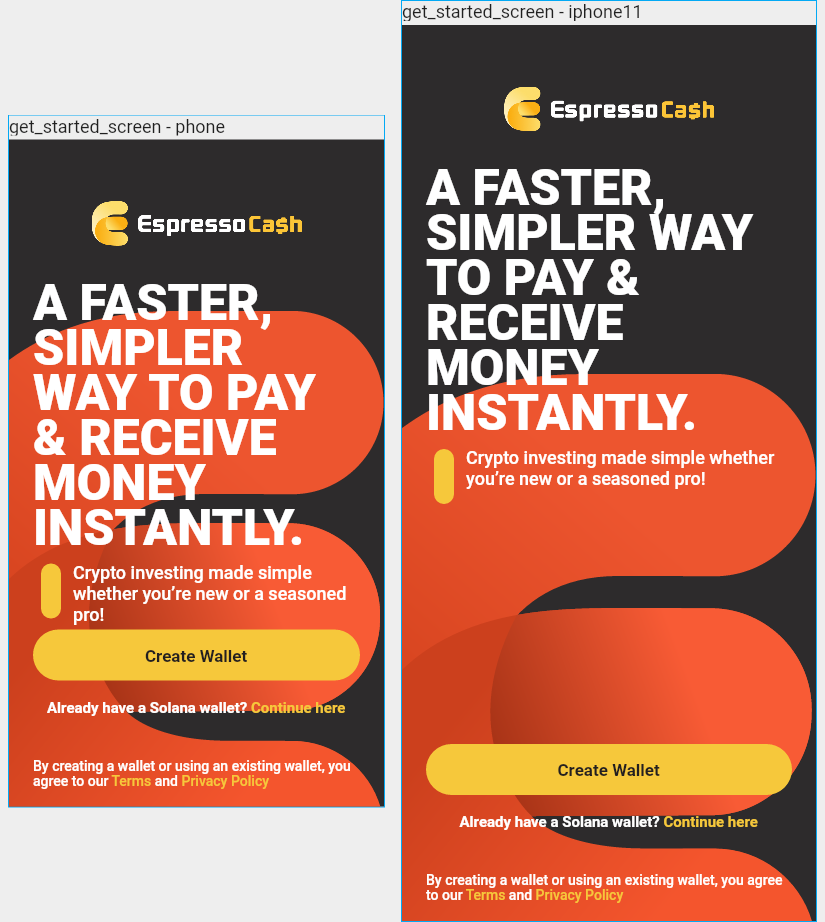 get_started_screen - phone
EspressoCa$h
A FASTER,
SIMPLER
WAY TO PAY
& RECEIVE
MONEY
INSTANTLY.
Crypto investing made simple
whether you’re new or a seasoned
pro!
Create Wallet
Already have a Solana wallet? Continue here
By creating a wallet or using an existing wallet, you
agree to our Terms and Privacy Policy
get_started_screen - iphone11
EspressoCa$h
A FASTER,
SIMPLER WAY
TO PAY &
RECEIVE
MONEY
INSTANTLY.
Crypto investing made simple whether
you’re new or a seasoned pro!
Create Wallet
Already have a Solana wallet? Continue here
By creating a wallet or using an existing wallet, you agree
to our Terms and Privacy Policy